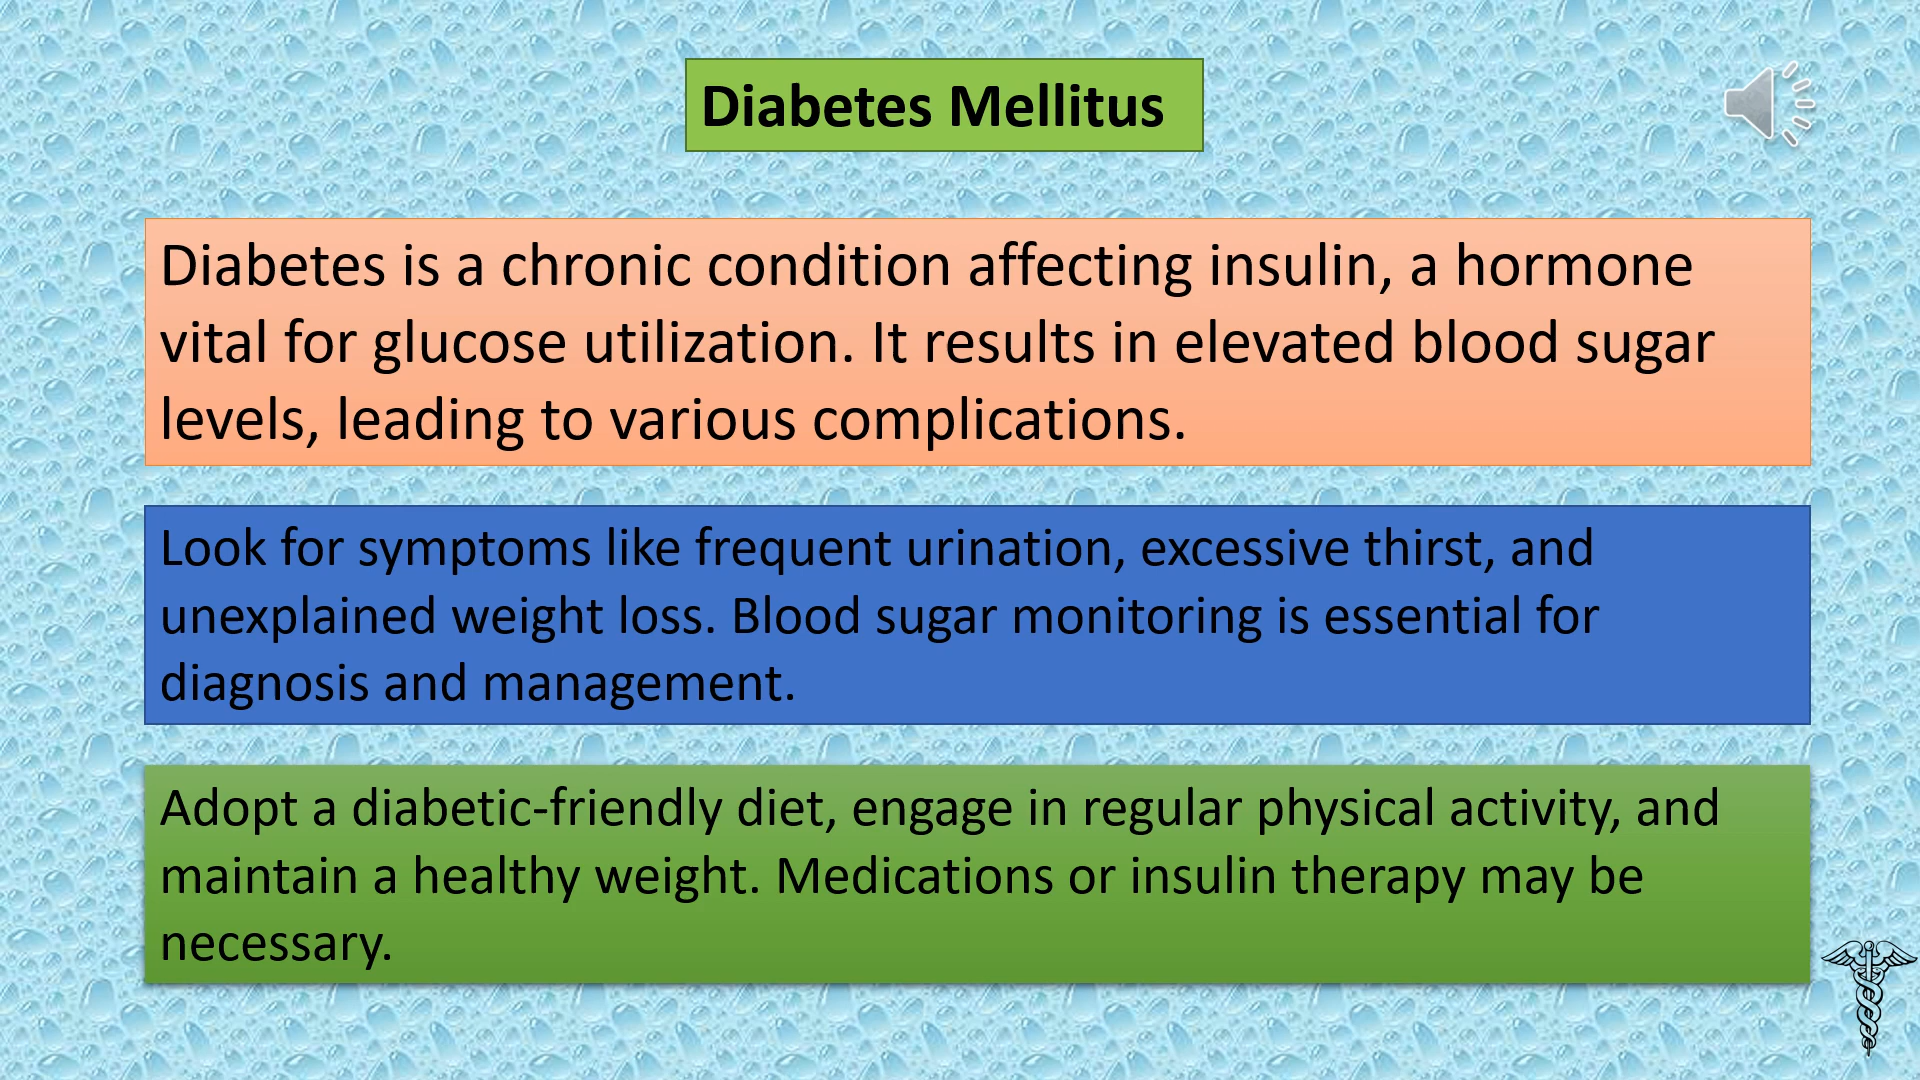 Diabetes Mellitus
Diabetes is a chronic condition affecting insulin, a hormone
vital for glucose utilization. It results in elevated blood sugar
levels, leading to various complications.
Look for symptoms like frequent urination, excessive thirst, and
unexplained weight loss. Blood sugar monitoring is essential for
diagnosis and management.
Adopt a diabetic-friendly diet, engage in regular physical activity, and
maintain a healthy weight. Medications or insulin therapy may be
necessary.